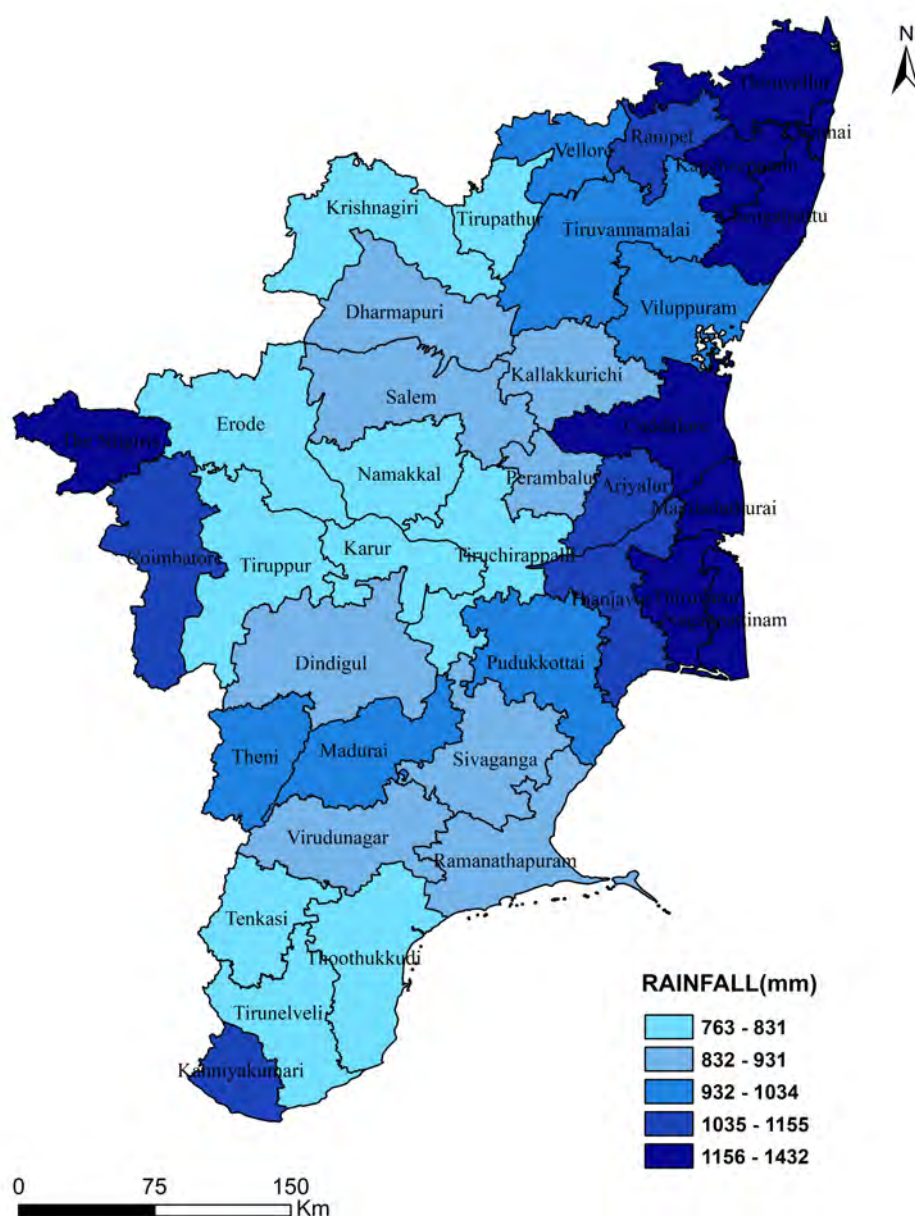 N
Thiruvallur
Chennai
Ranipet
Vellore
Kancheepuram
Krishnagiri
Tirupathur
Chengalpattu
Tiruvannamalai
Viluppuram
Dharmapuri
Kallakkurichi
Salem
Erode
Cuddalore
The Nilgiris
Namakkal
Perambalur
Ariyalur
Mayiladuthurai
Coimbatore
Karur
Tiruchirappalli
Tiruppur
Thanjavur
Thiruvarur
Nagapattinam
Dindigul
Pudukkottai
Theni
Madurai
Sivaganga
Virudunagar
Ramanathapuram
Tenkasi
Thoothukkudi
Tirunelveli
Kanniyakumari
RAINFALL(mm)
763 - 831
832 - 931
932 - 1034
1035 - 1155
1156 - 1432
0 75 150
Km